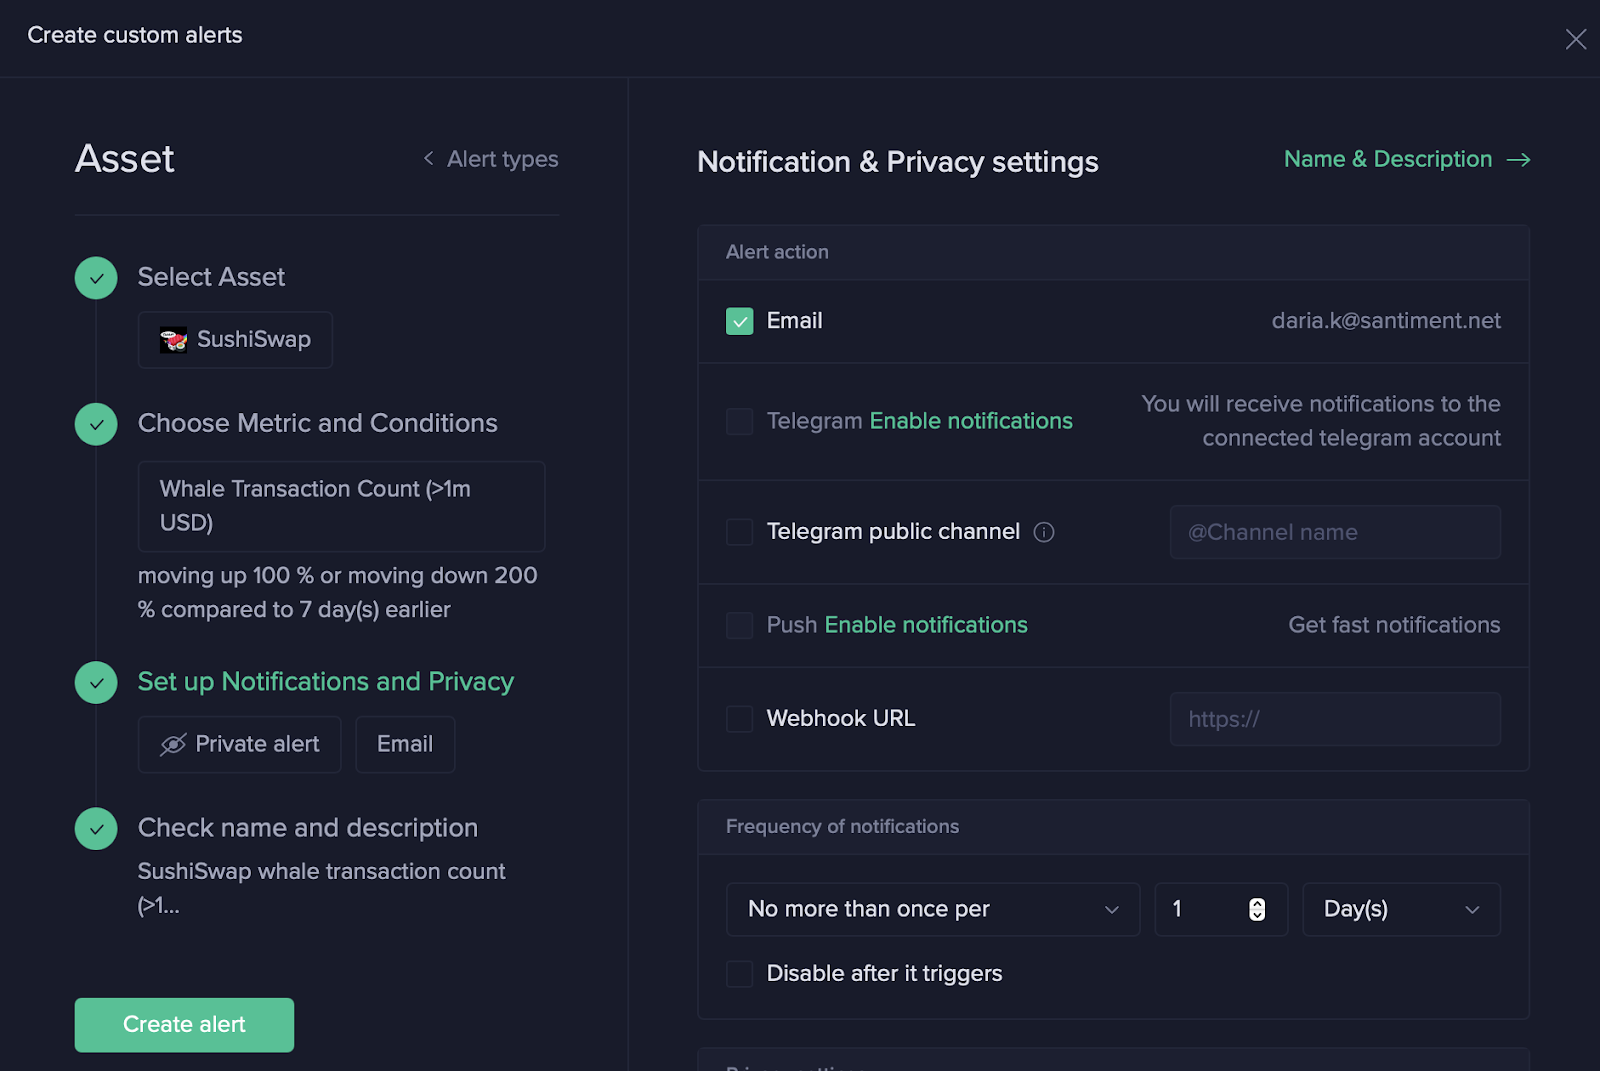 Create custom alerts
Asset
Alert types
Select Asset
SushiSwap
Choose Metric and Conditions
Whale Transaction Count (>1m
USD)
moving up 100 % or moving down 200
% compared to 7 day(s) earlier
Set up Notifications and Privacy
Private alert
Email
Check name and description
SushiSwap whale transaction count
(>1...
Create alert
Notification & Privacy settings
Name & Description
Alert action
Email
daria.k@santiment.net
Telegram Enable notifications
You will receive notifications to the
connected telegram account
Telegram public channel
@Channel name
Push Enable notifications
Get fast notifications
Webhook URL
https://
Frequency of notifications
No more than once per
1
Day(s)
Disable after it triggers